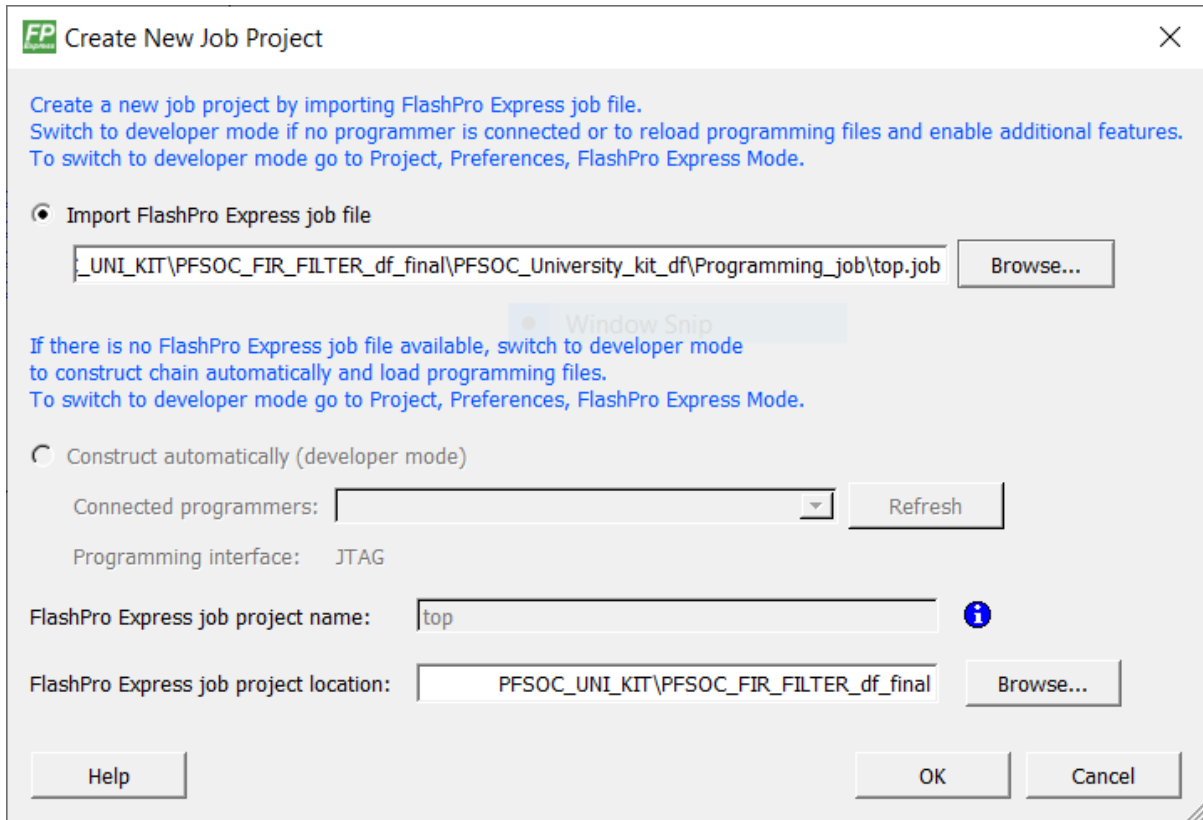 FP Express Create New Job Project
Create a new job project by importing FlashPro Express job file.
Switch to developer mode if no programmer is connected or to reload programming files and enable additional features.
To switch to developer mode go to Project, Preferences, FlashPro Express Mode.
Import FlashPro Express job file
:_UNI_KIT\PFSOC_FIR_FILTER_df_final\PFSOC_University_kit_df\Programming_job\top.job Browse...
Window Snip
If there is no FlashPro Express job file available, switch to developer mode
to construct chain automatically and load programming files.
To switch to developer mode go to Project, Preferences, FlashPro Express Mode.
Construct automatically (developer mode)
Connected programmers: Refresh
Programming interface: JTAG
FlashPro Express job project name: top
FlashPro Express job project location: PFSOC_UNI_KIT\PFSOC_FIR_FILTER_df_final Browse...
Help OK Cancel